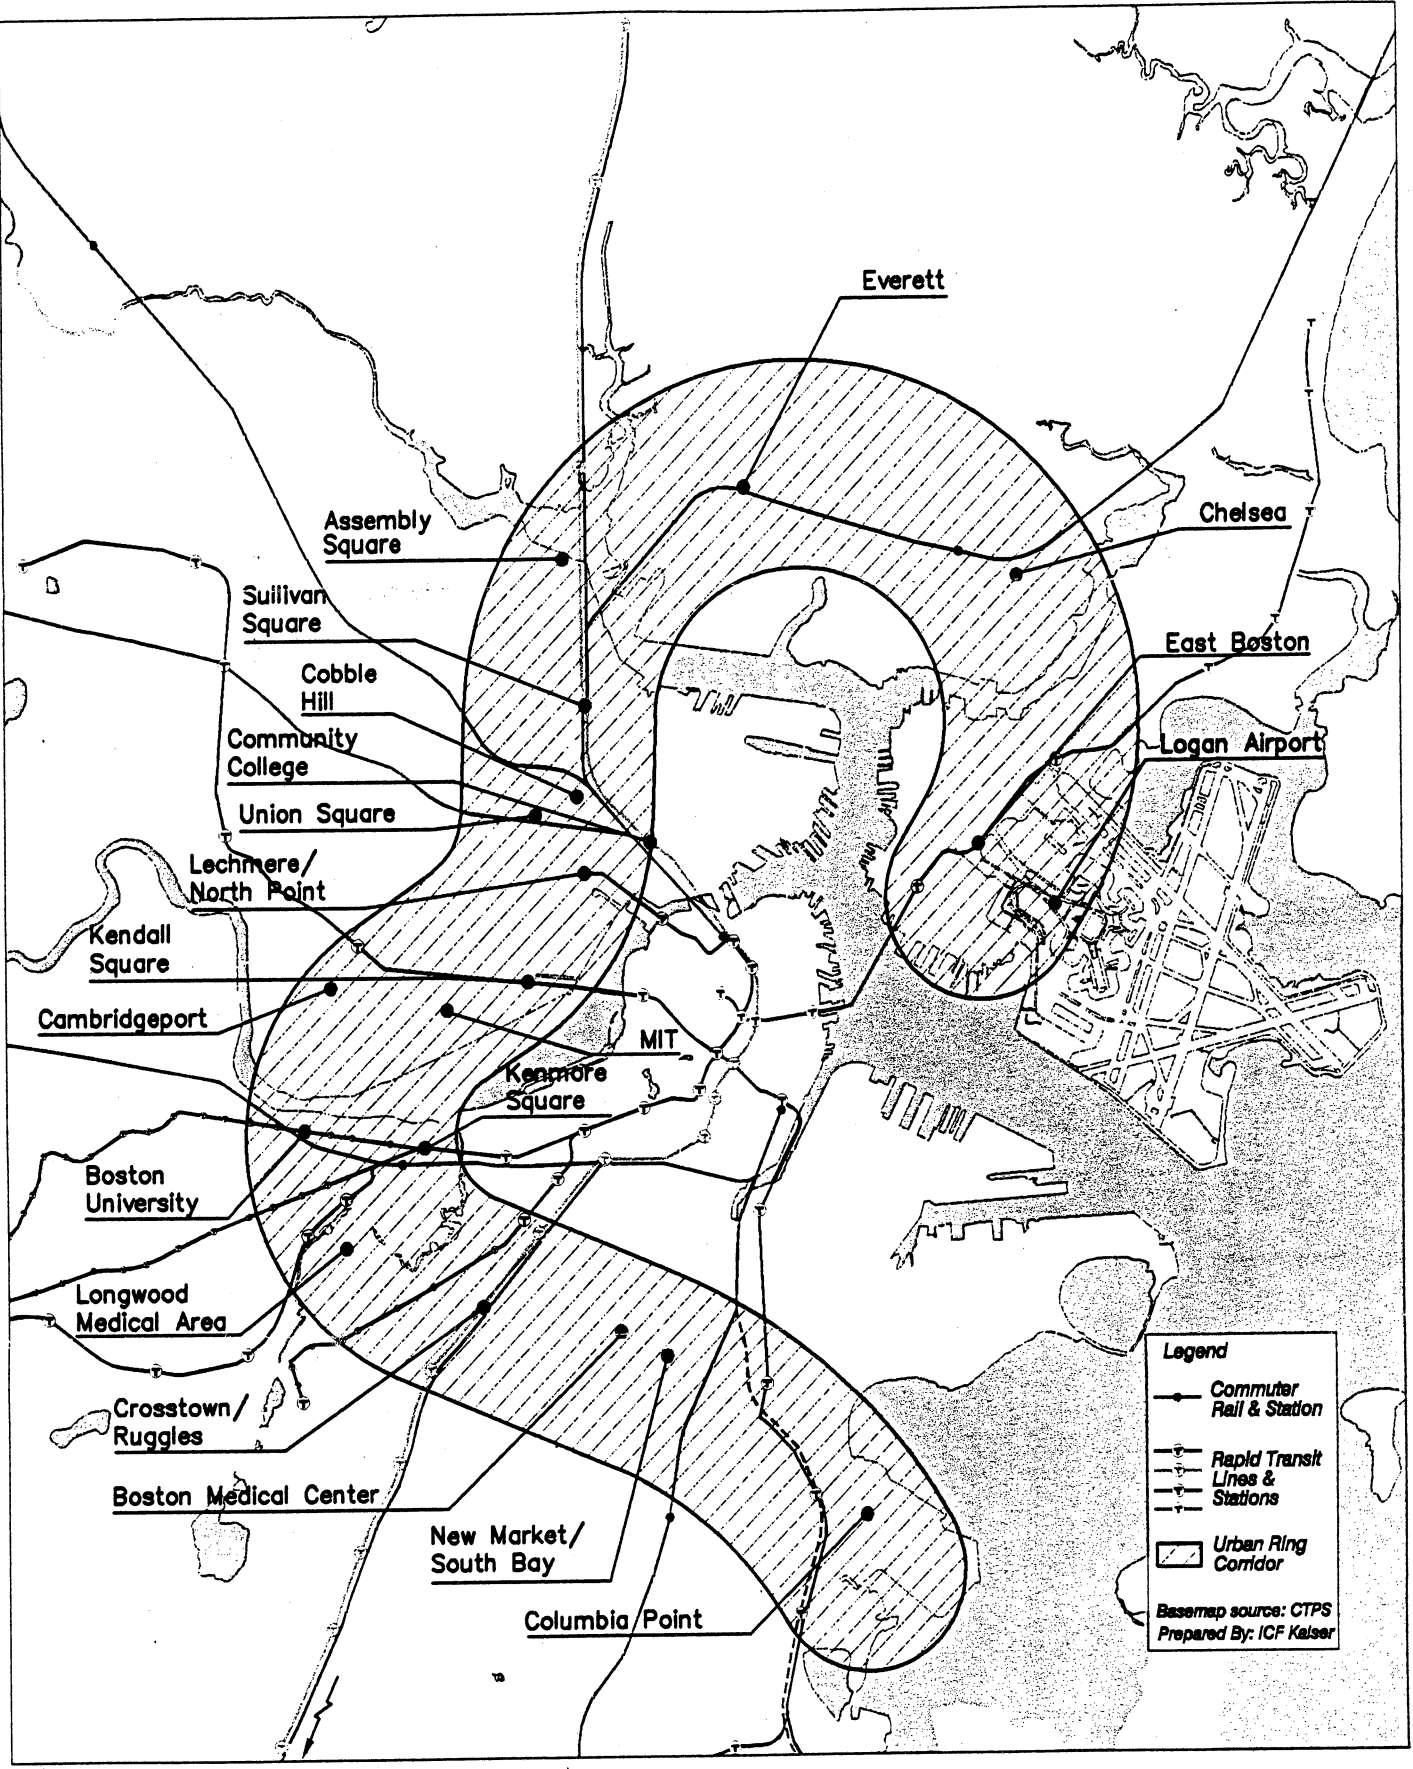 Everett
Assembly
Square
Chelsea
Sullivan
Square
East Boston
Cobble
Hill
Logan Airport
Community
College
Union Square
Lechmere/
North Point
Kendall
Square
Cambridgeport
MIT
Kenmore
Square
Boston
University
Longwood
Medical Area
Crosstown/
Ruggles
Boston Medical Center
New Market/
South Bay
Columbia Point
Legend
Commuter
Rail & Station
Rapid Transit
Lines &
Stations
Urban Ring
Corridor
Basemap source: CTPS
Prepared By: ICF Kaiser